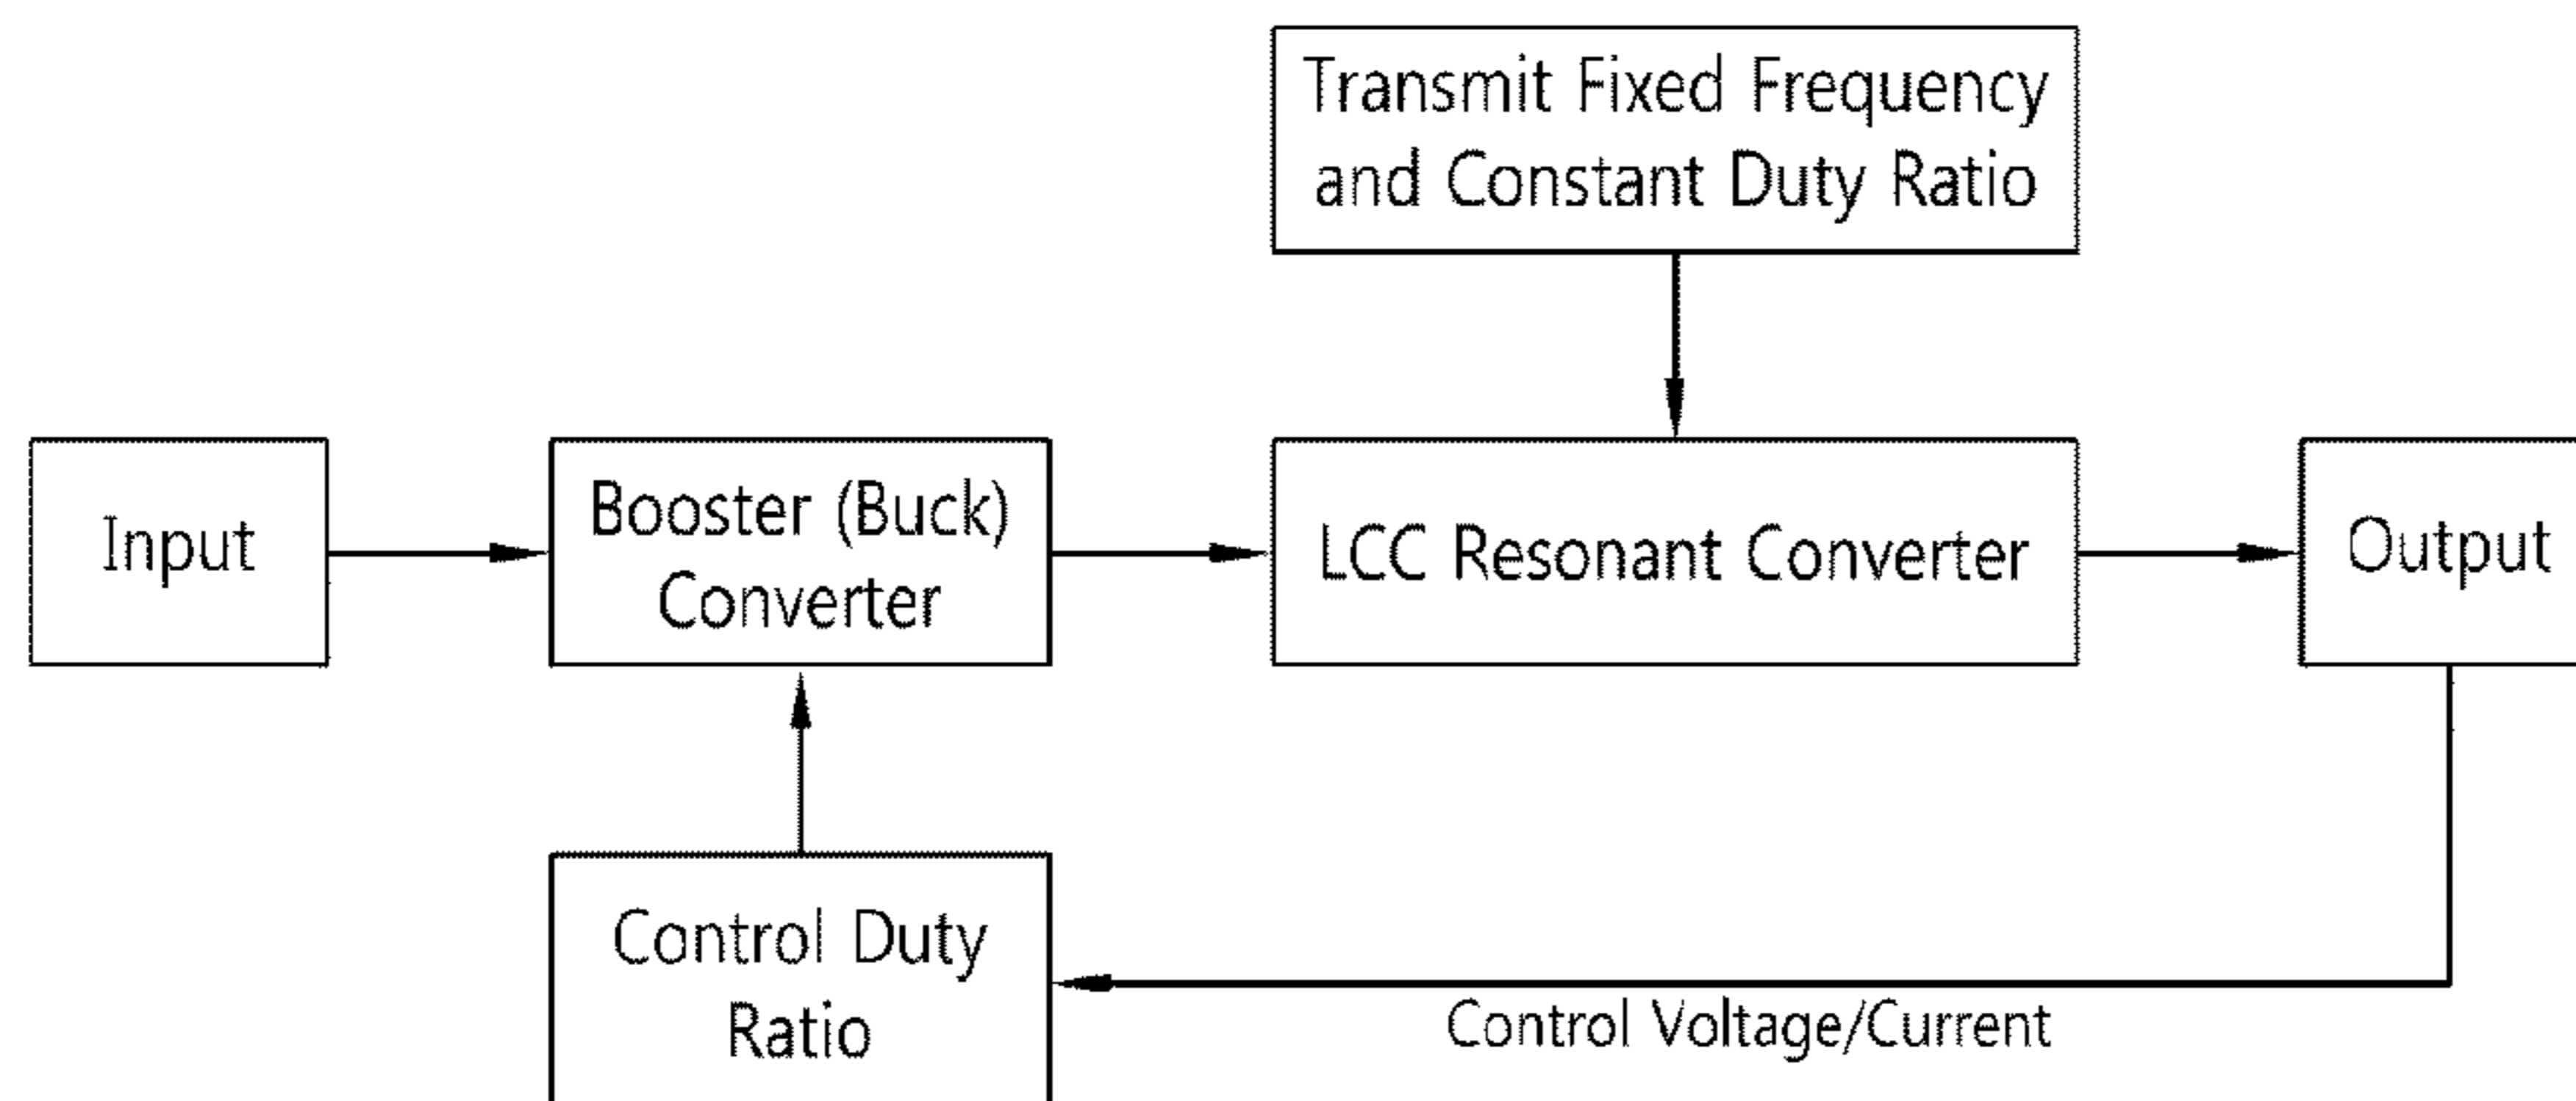 Transmit Fixed Frequency
and Constant Duty Ratio
Input
Booster (Buck)
Converter
LCC Resonant Converter
Output
Control Duty
Ratio
Control Voltage/Current